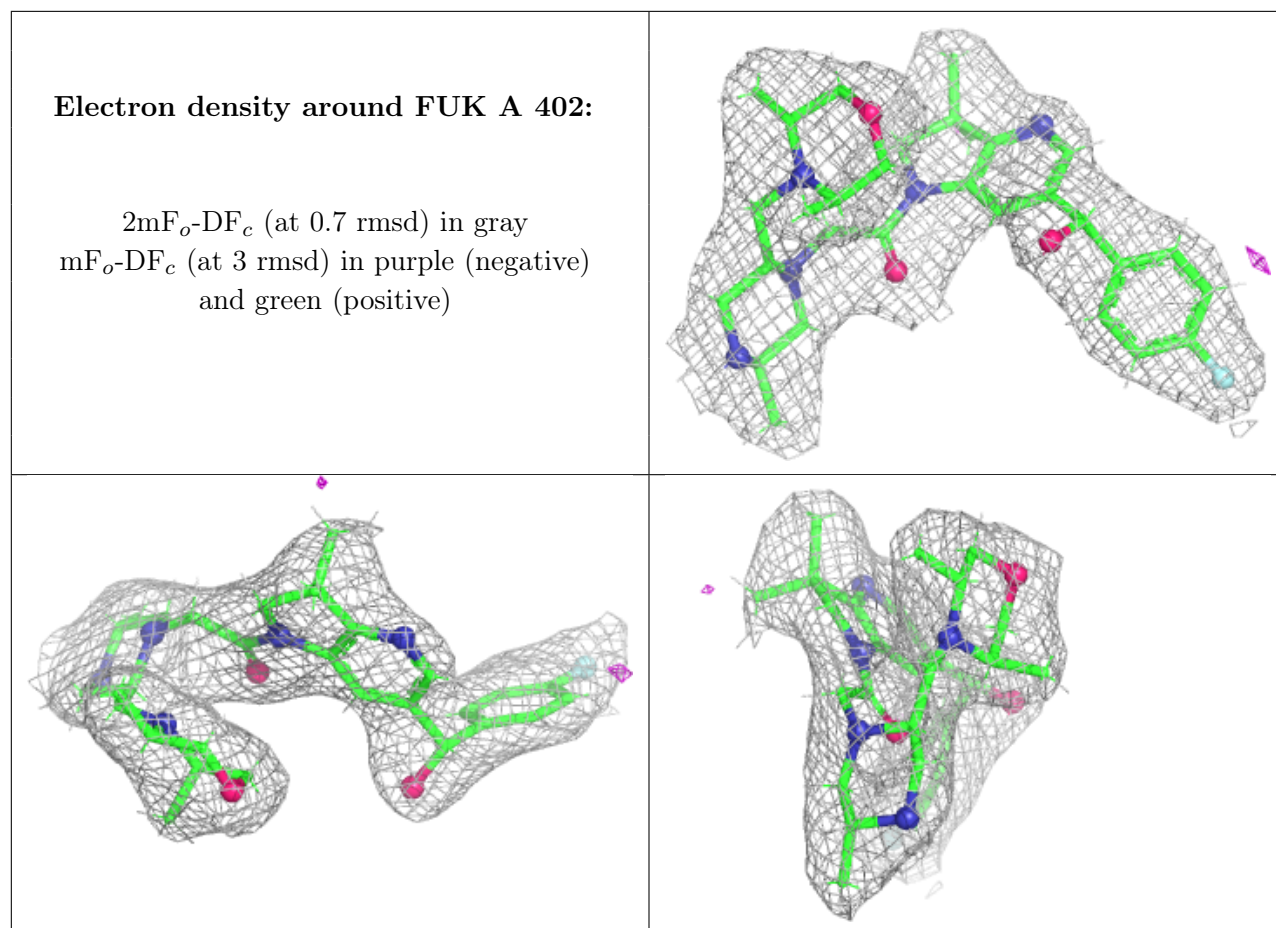 Electron density around FUK A 402:
2mFo-DFc (at 0.7 rmsd) in gray
mFo-DFc (at 3 rmsd) in purple (negative)
and green (positive)